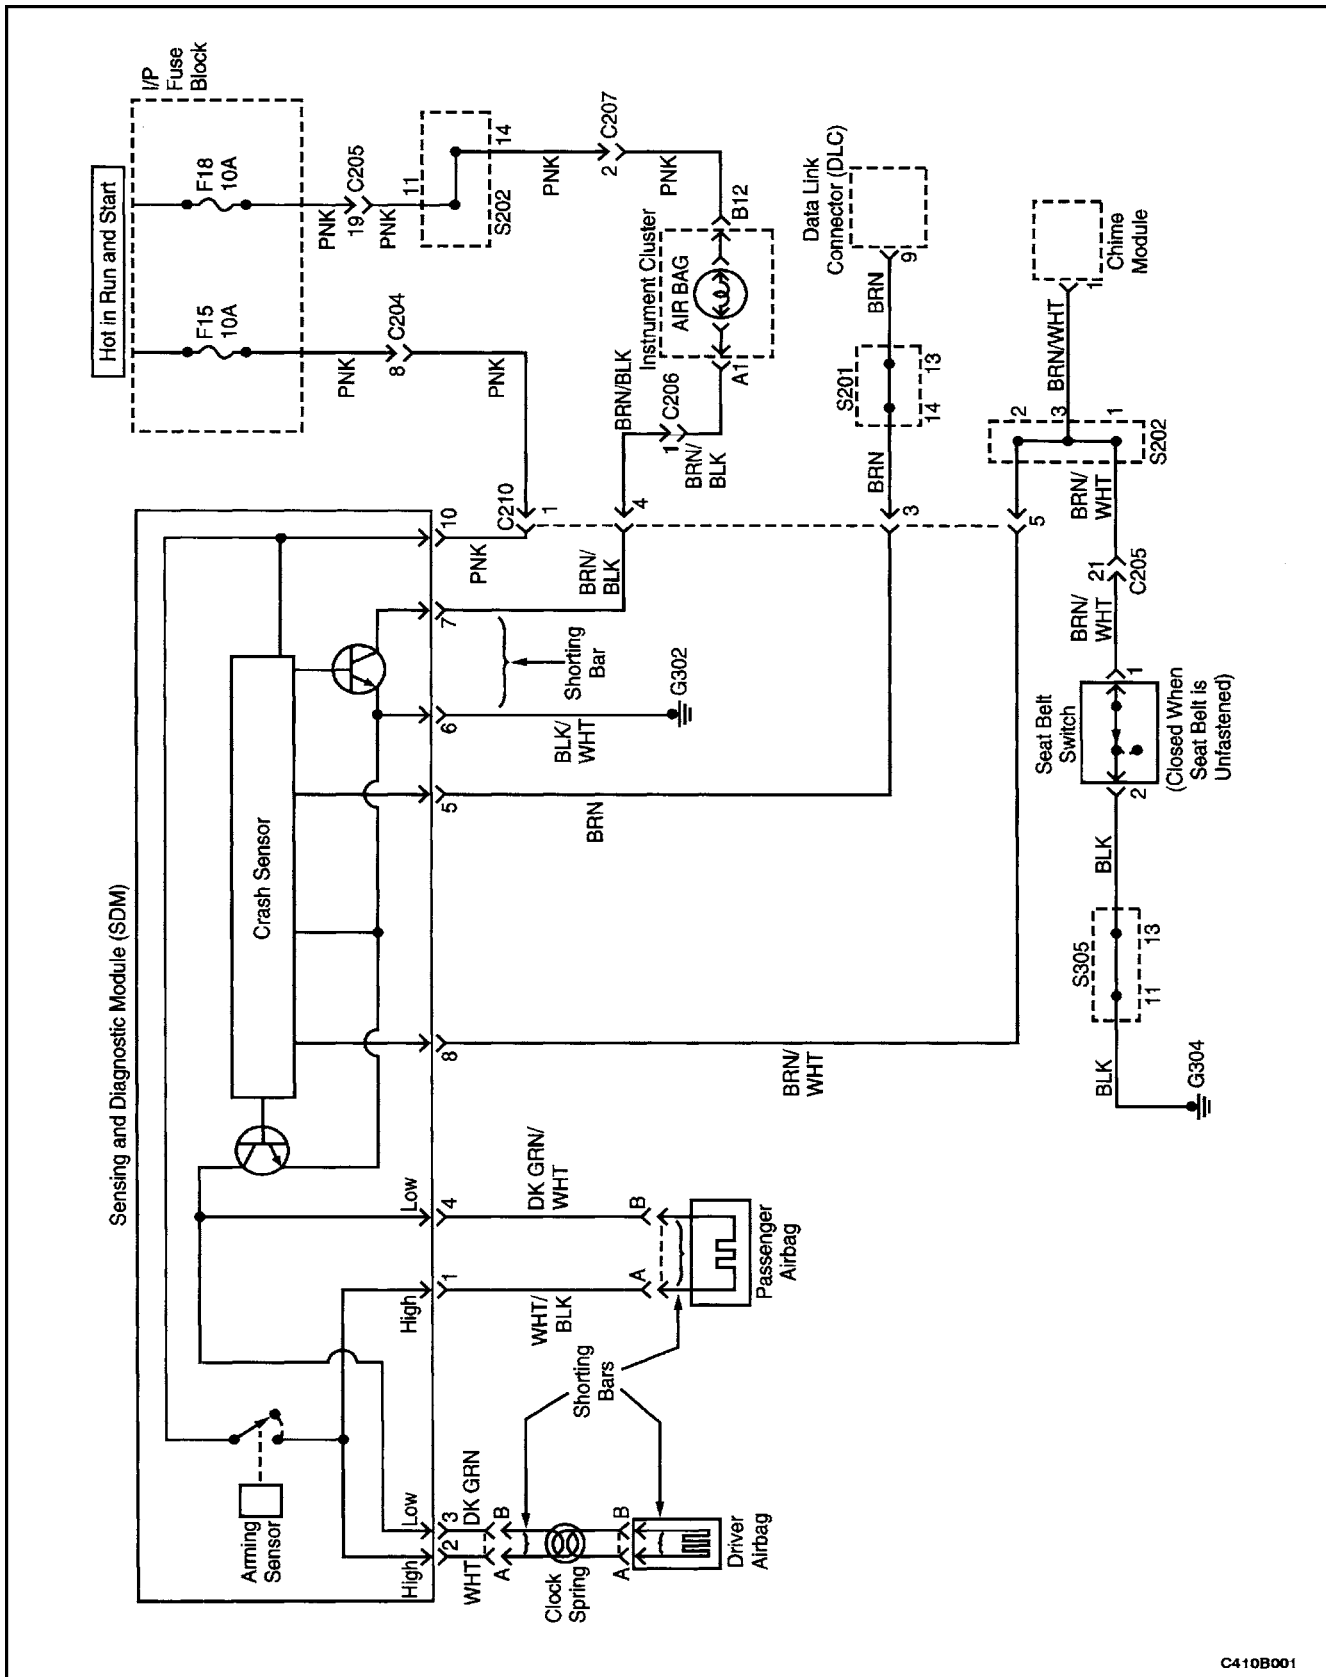 Sensing and Diagnostic Module (SDM)
Hot in Run and Start
I/P
Fuse
Block
F15
10A
F18
10A
PNK
8
C204
PNK
PNK
19
C205
PNK
11
S202
14
PNK
2
C207
PNK
B12
Instrument Cluster
AIR BAG
A1
BRN/BLK
1
C206
BRN/
BLK
Data Link
Connector (DLC)
9
BRN
S201
13
14
BRN
Chime
Module
1
BRN/WHT
2
3
1
S202
C210
1
4
3
5
Crash Sensor
Arming
Sensor
High
Low
High
Low
2
3
1
4
8
5
6
7
10
PNK
BRN/
BLK
Shorting
Bar
BLK/
WHT
G302
BRN
BRN/
WHT
DK GRN/
WHT
WHT/
BLK
A
B
Passenger
Airbag
Shorting
Bars
WHT
DK GRN
A
B
Clock
Spring
A
B
Driver
Airbag
BRN/
WHT
21
C205
BRN/
WHT
1
Seat Belt
Switch
(Closed When
Seat Belt is
Unfastened)
2
BLK
S305
13
11
BLK
G304
C410B001